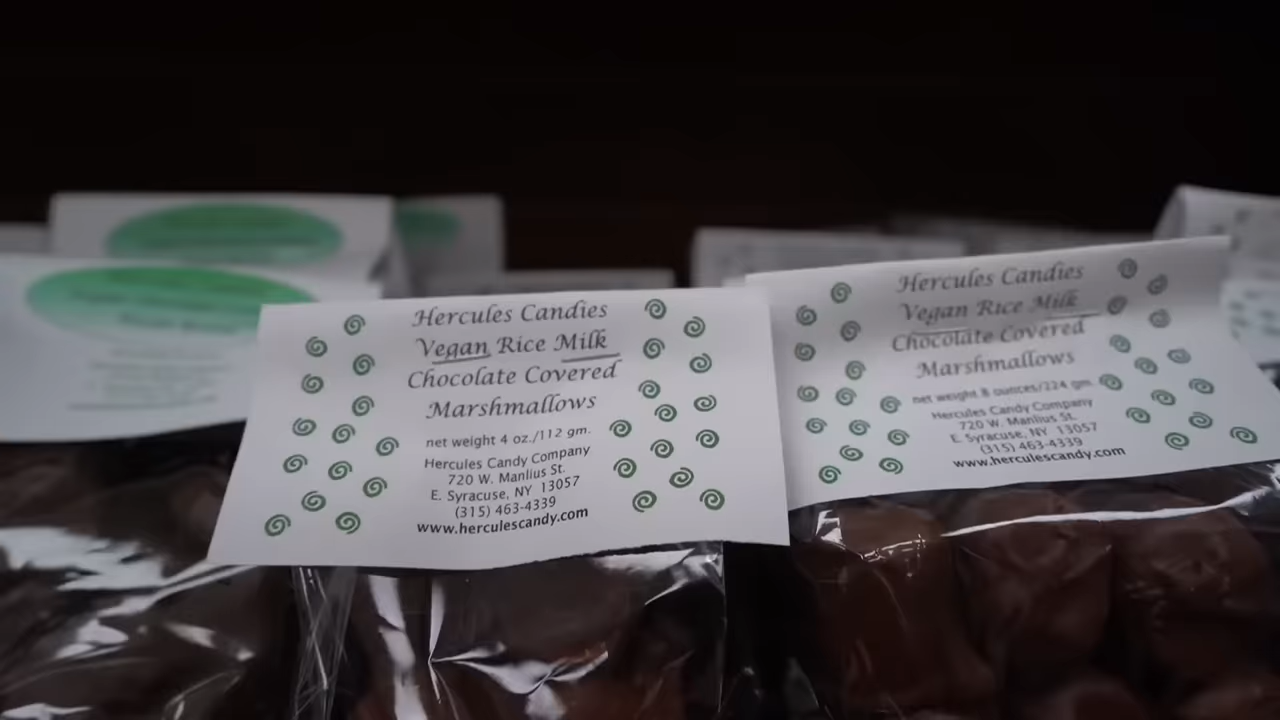 Hercules Candies
Vegan Rice Milk
Chocolate Covered
Marshmallows
net weight 4 oz./112 gm.
Hercules Candy Company
720 W. Manlius St.
E. Syracuse, NY 13057
(315) 463-4339
www.herculescandy.com
Hercules Candies
Vegan Rice Milk
Chocolate Covered
Marshmallows
net weight 8 ounces/224 gm.
Hercules Candy Company
720 W. Manlius St.
E. Syracuse, NY 13057
(315) 463-4339
www.herculescandy.com